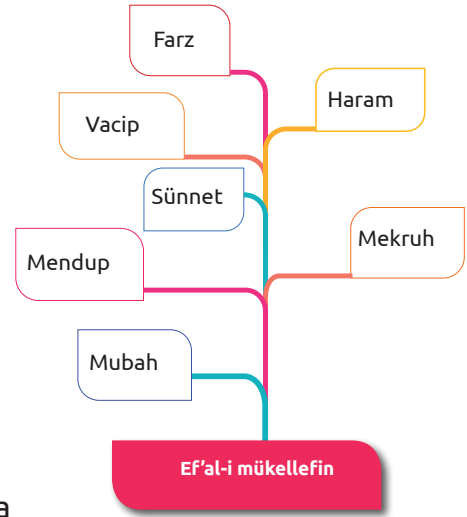 Farz
Haram
Vacip
Sünnet
Mekruh
Mendup
Mubah
Ef'al-i mükellefin
a